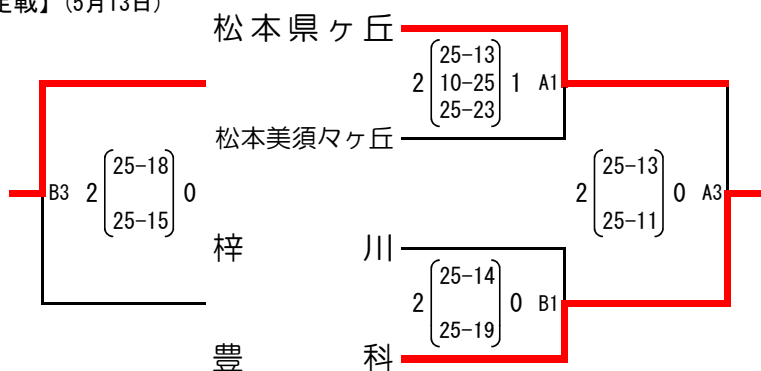 定戦】(5月13日)
松本県ヶ丘
25-13
2 10-25 1 A1
25-23
松本美須々ヶ丘
25-18
B3 2 0
25-15
25-13
2 0 A3
25-11
梓川
25-14
2 0 B1
25-19
豊科